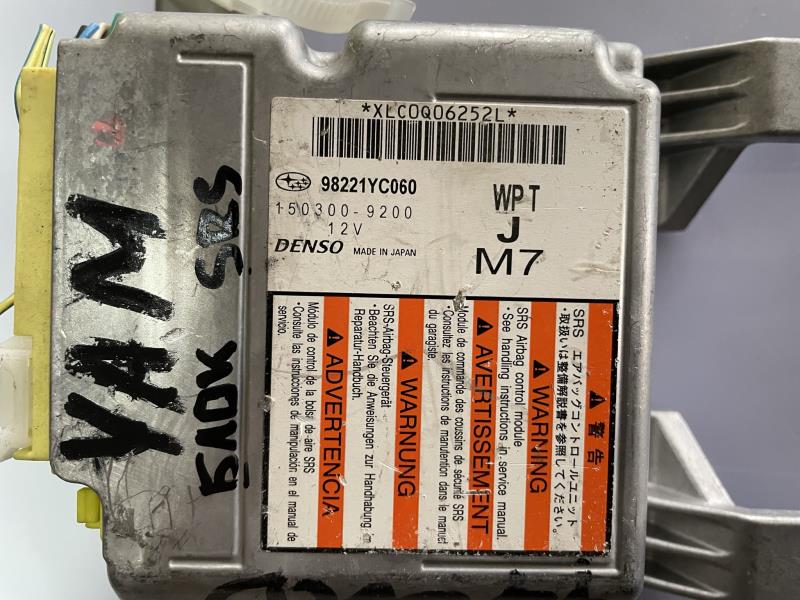 *XLC0Q06252L*
98221YC060
150300-9200
12V
DENSO MADE IN JAPAN
WPT
J
M7
警告
SRS エアバッグコントロールユニット
・取扱いは整備解説書を参照してください。
WARNING
SRS Airbag control module
・See handling instructions in service manual.
AVERTISSEMENT
Module de commande des coussins de sécurité SRS
・Consultez les instructions de manutention dans le manuel
du garagiste.
WARNUNG
SRS-Airbag-Steuergerät
・Beachten Sie die Anweisungen zur Handhabung im
Reparatur-Handbuch.
ADVERTENCIA
Módulo de control de la bolsa de aire SRS
・Consulte las instrucciones de manipulación en el manual de
servicio.
УАМ
БЛОК SRS